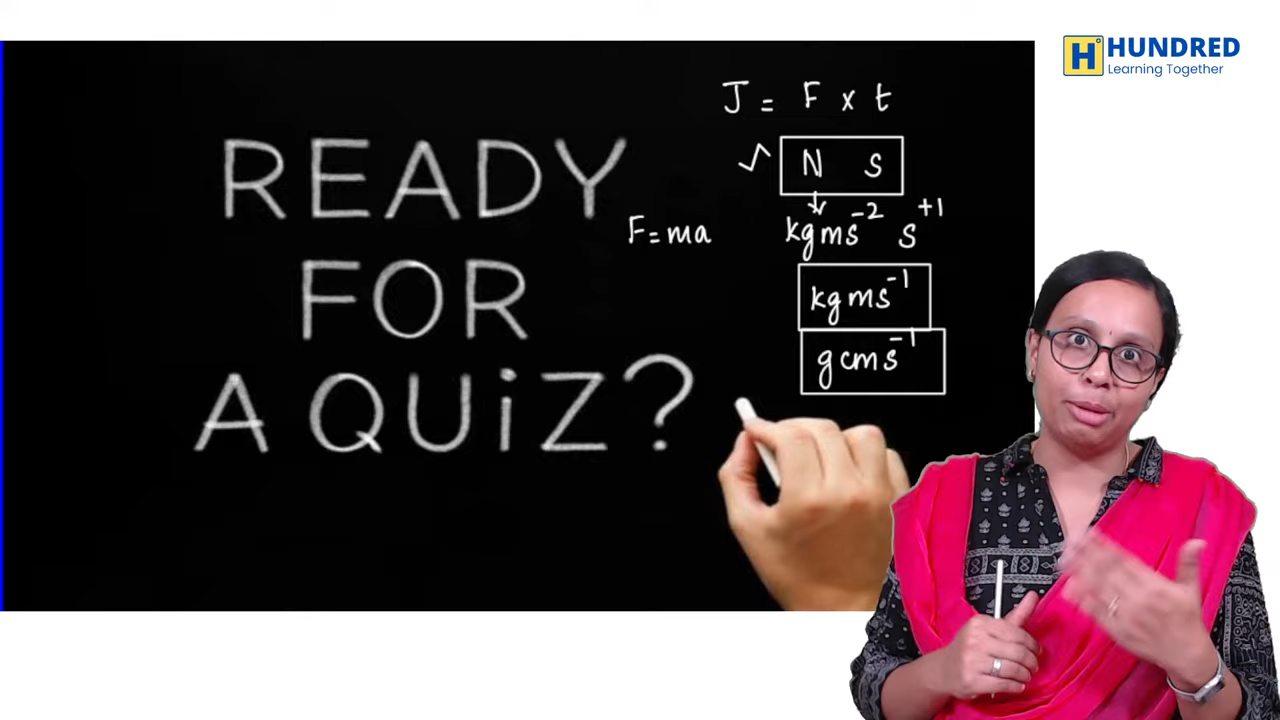 HUNDRED
Learning Together
READY
FOR
A QUiZ?
J = F x t
N s
F=ma
kgms⁻² s⁺¹
kgms⁻¹
gcms⁻¹